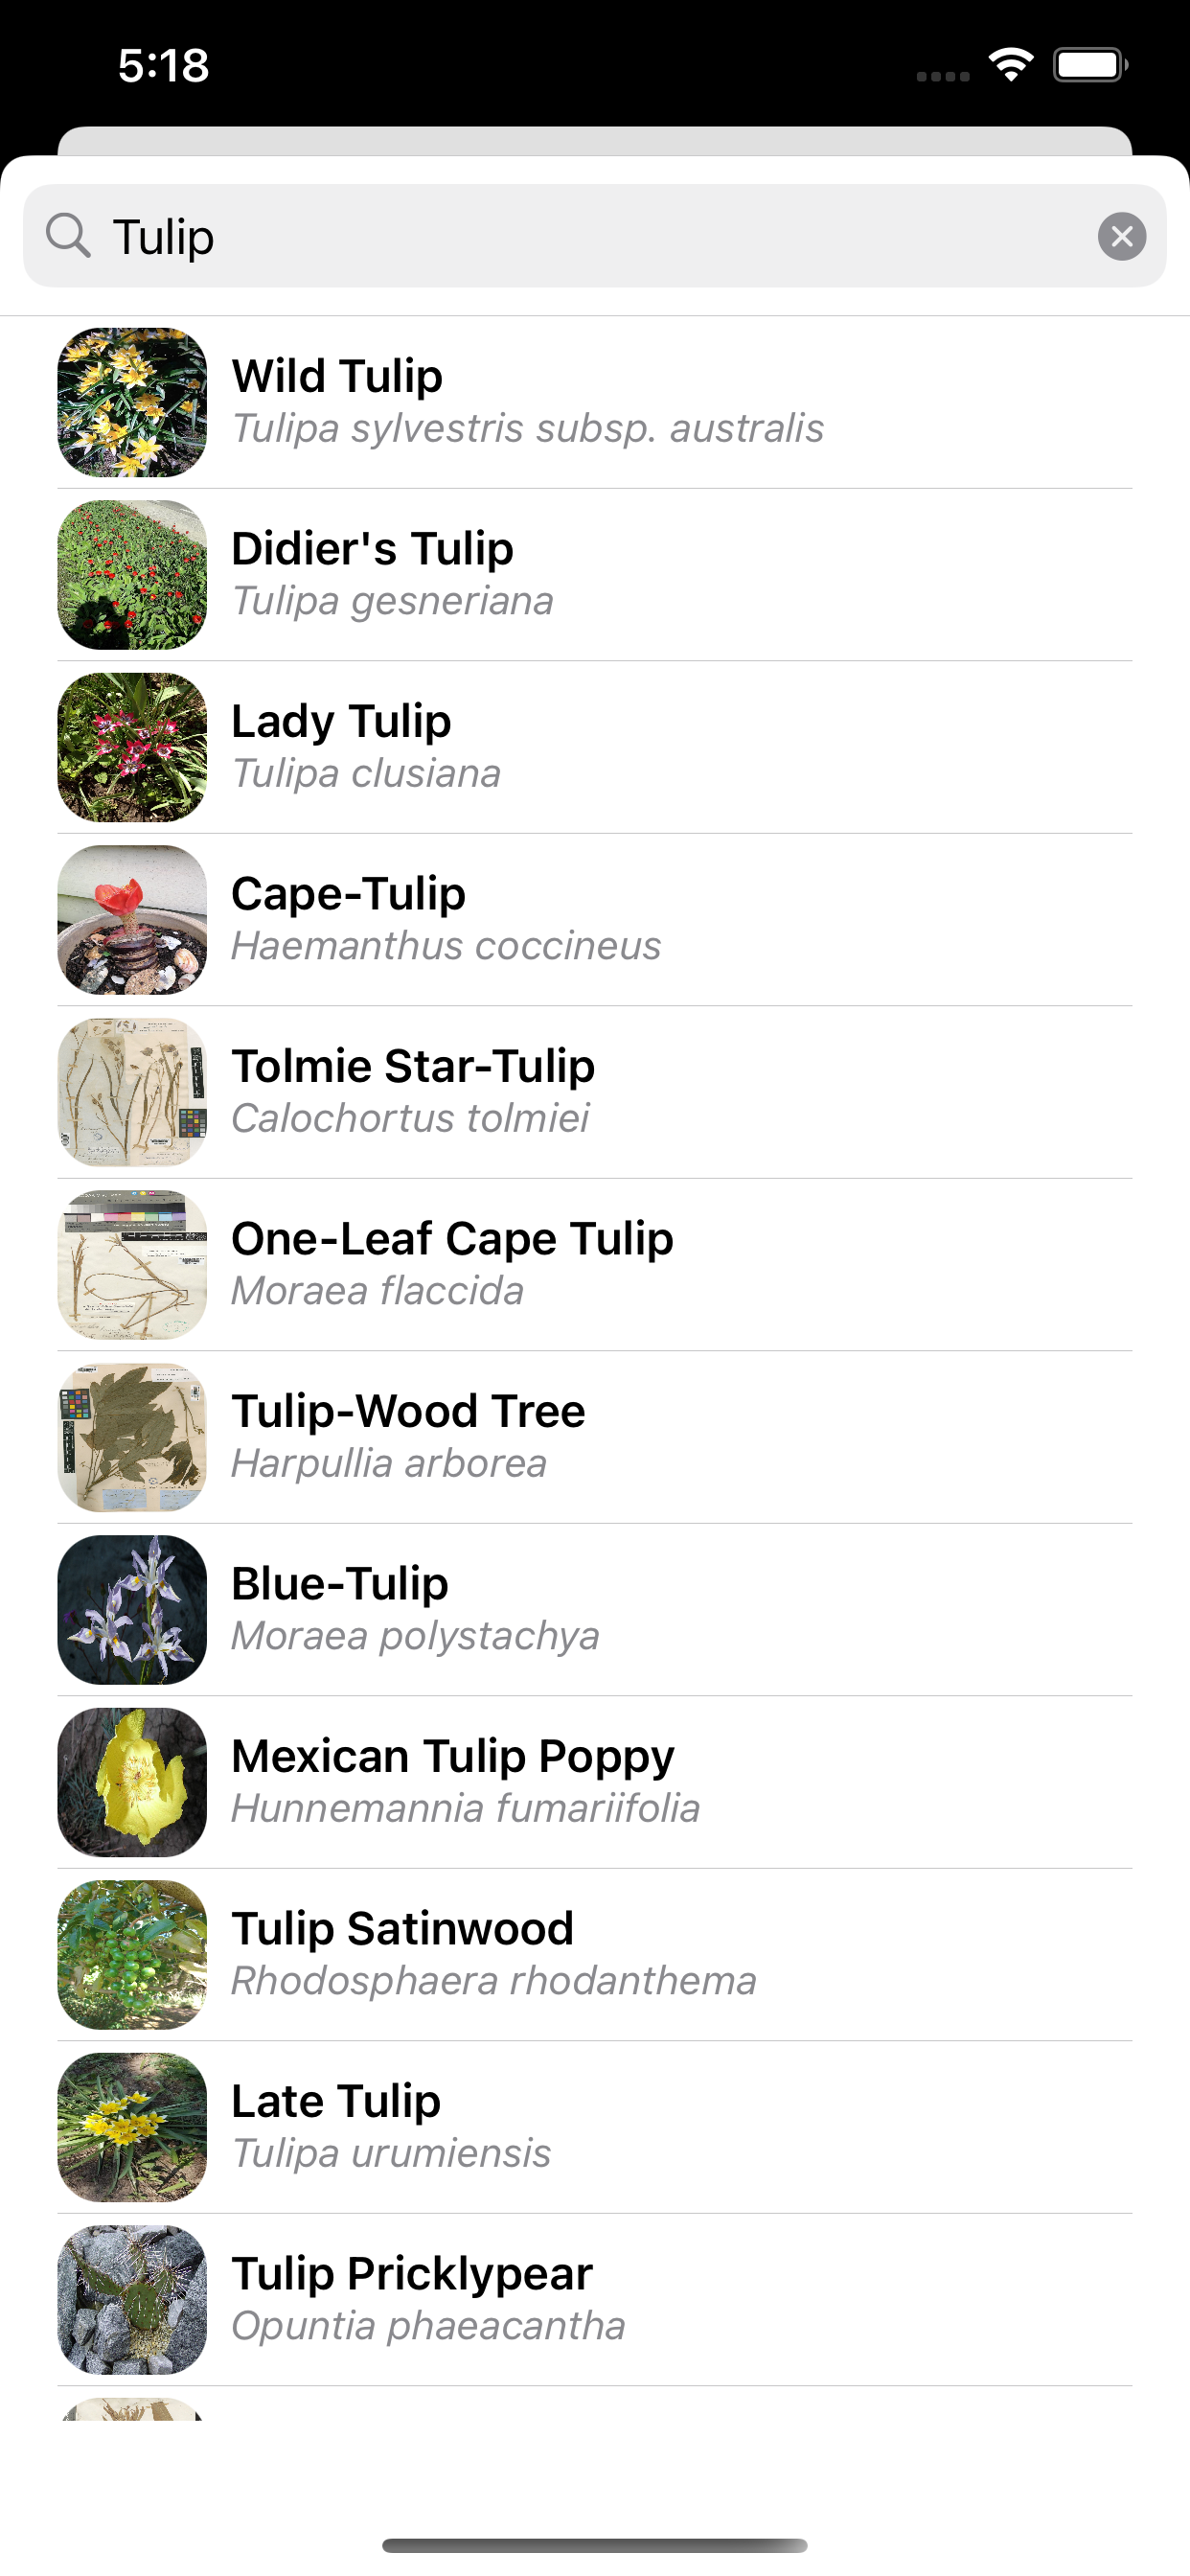 5:18
Tulip
Wild Tulip
Tulipa sylvestris subsp. australis
Didier's Tulip
Tulipa gesneriana
Lady Tulip
Tulipa clusiana
Cape-Tulip
Haemanthus coccineus
Tolmie Star-Tulip
Calochortus tolmiei
One-Leaf Cape Tulip
Moraea flaccida
Tulip-Wood Tree
Harpullia arborea
Blue-Tulip
Moraea polystachya
Mexican Tulip Poppy
Hunnemannia fumariifolia
Tulip Satinwood
Rhodosphaera rhodanthema
Late Tulip
Tulipa urumiensis
Tulip Pricklypear
Opuntia phaeacantha